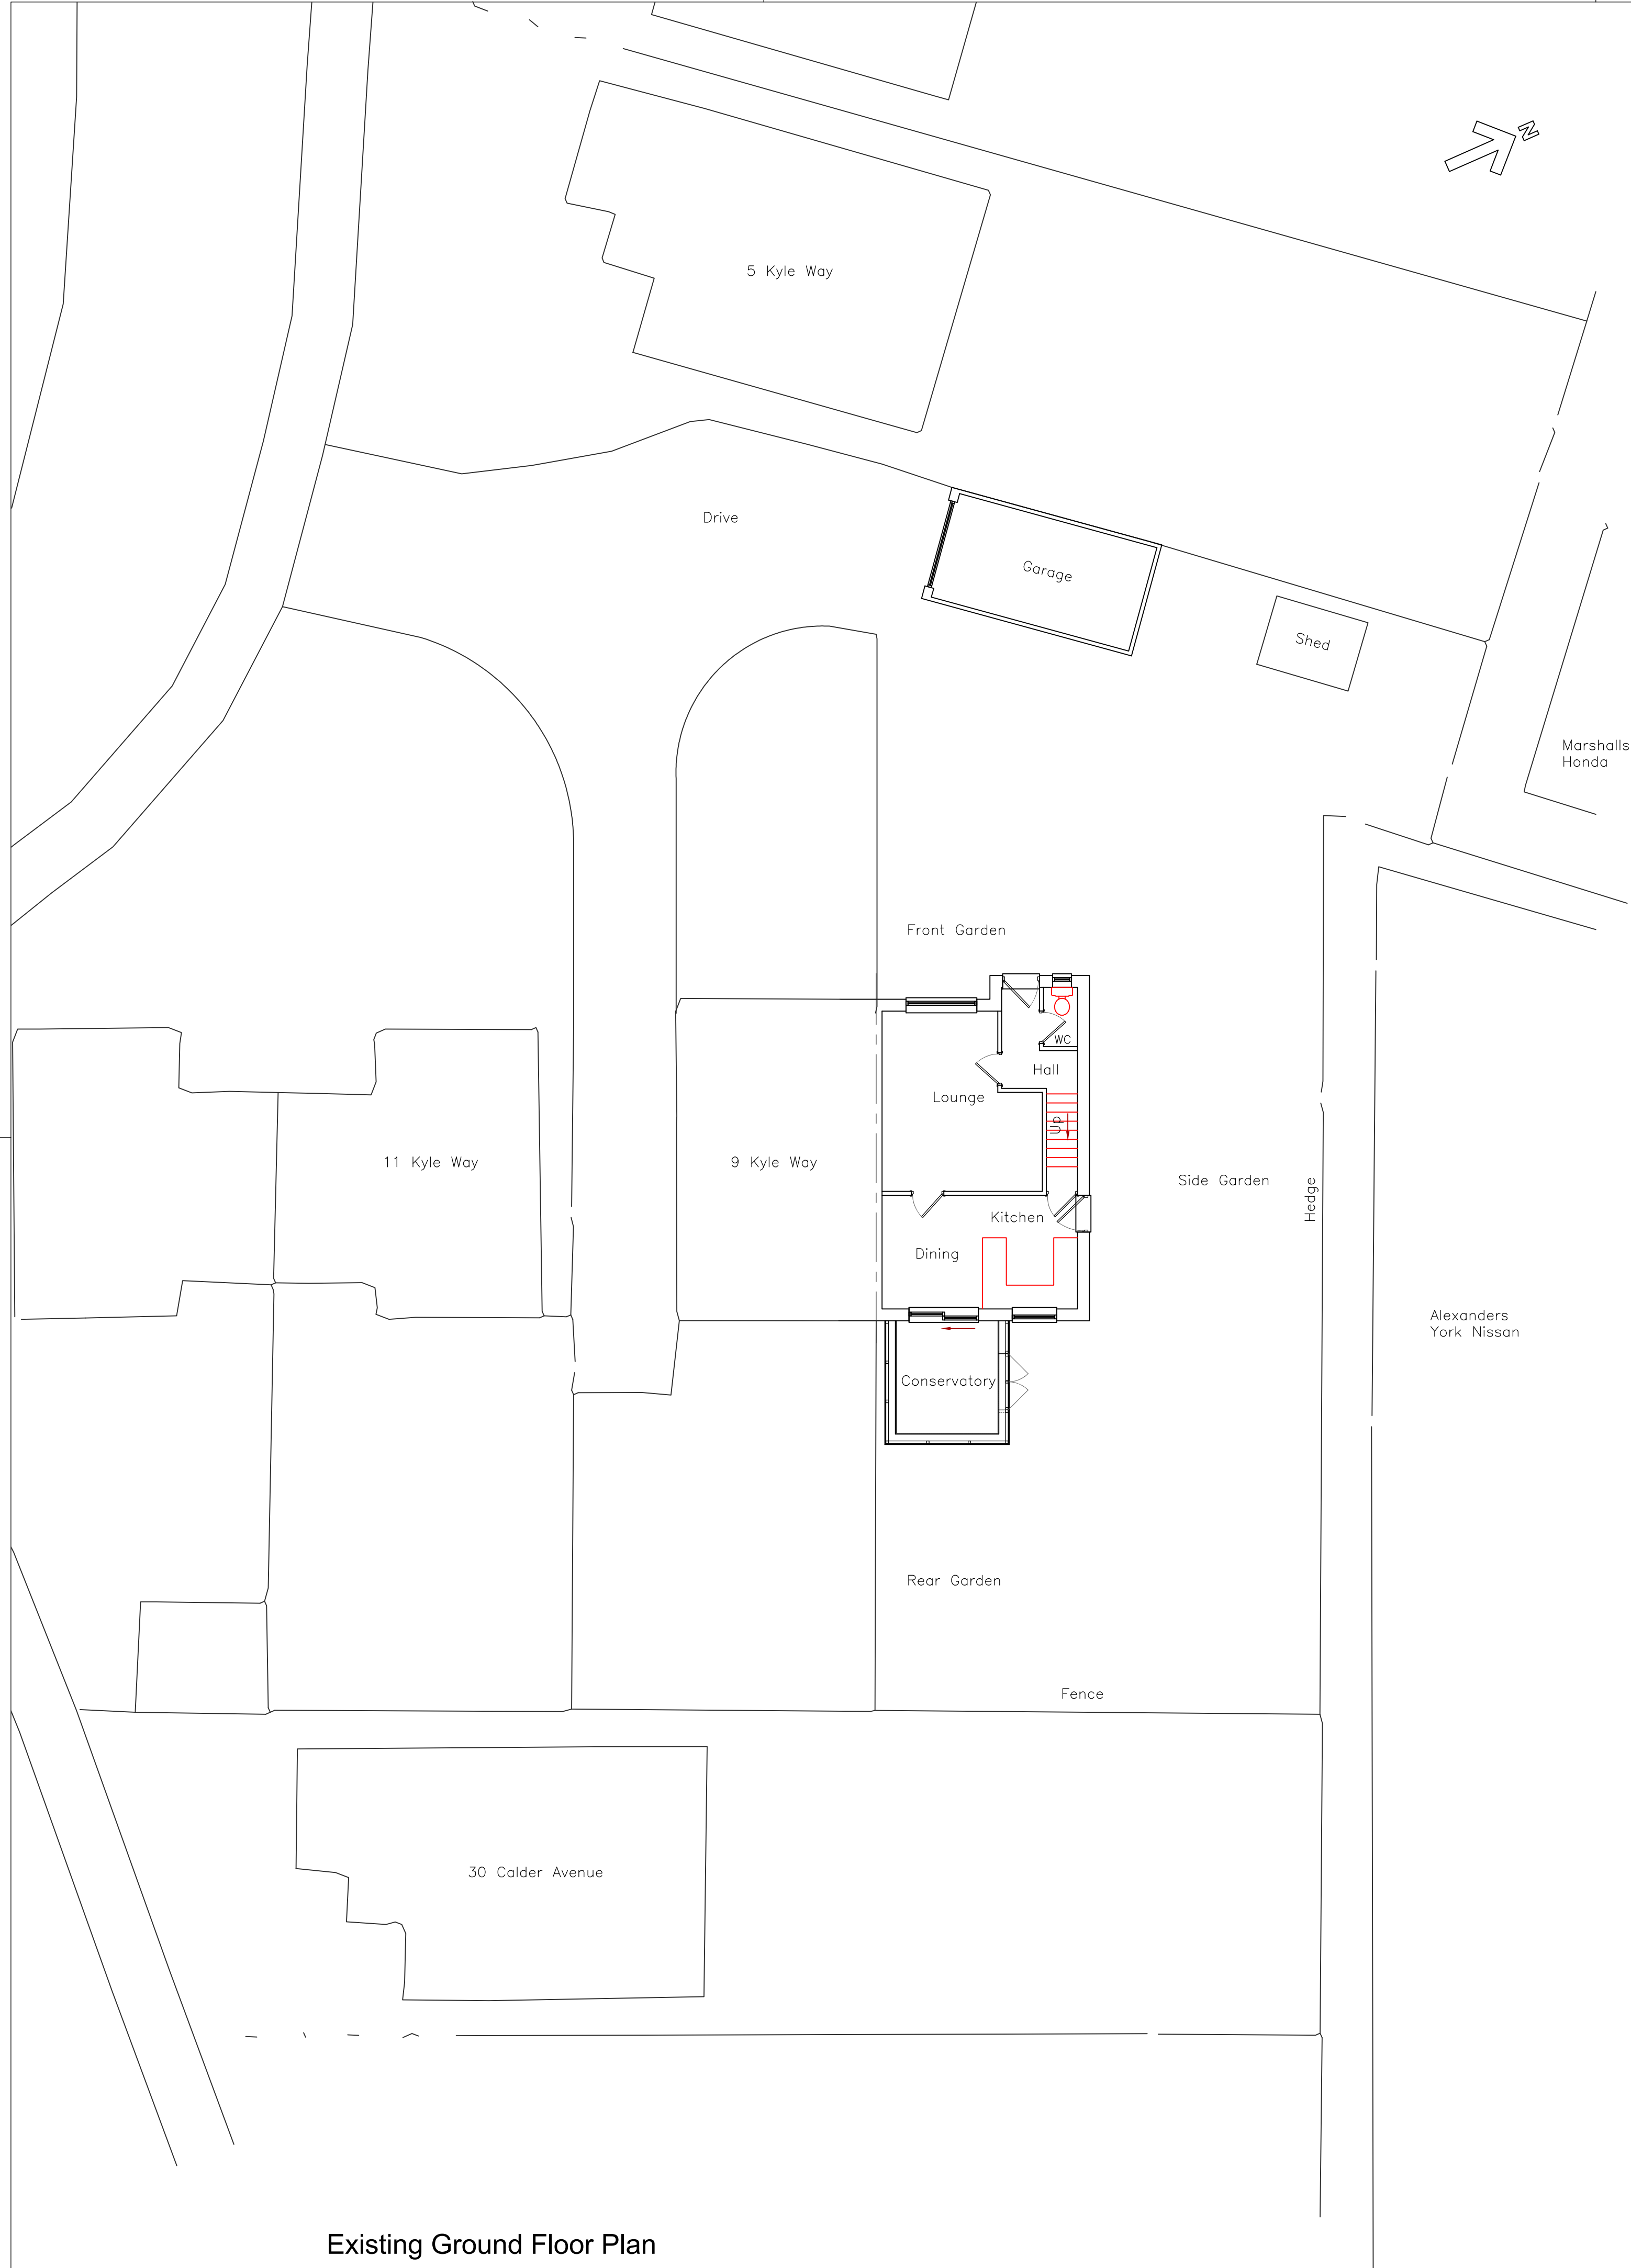 N
5 Kyle Way
Drive
Garage
Shed
Marshalls
Honda
Front Garden
WC
Hall
Lounge
Up
11 Kyle Way
9 Kyle Way
Side Garden
Hedge
Kitchen
Dining
Alexanders
York Nissan
Conservatory
Rear Garden
Fence
30 Calder Avenue
Existing Ground Floor Plan